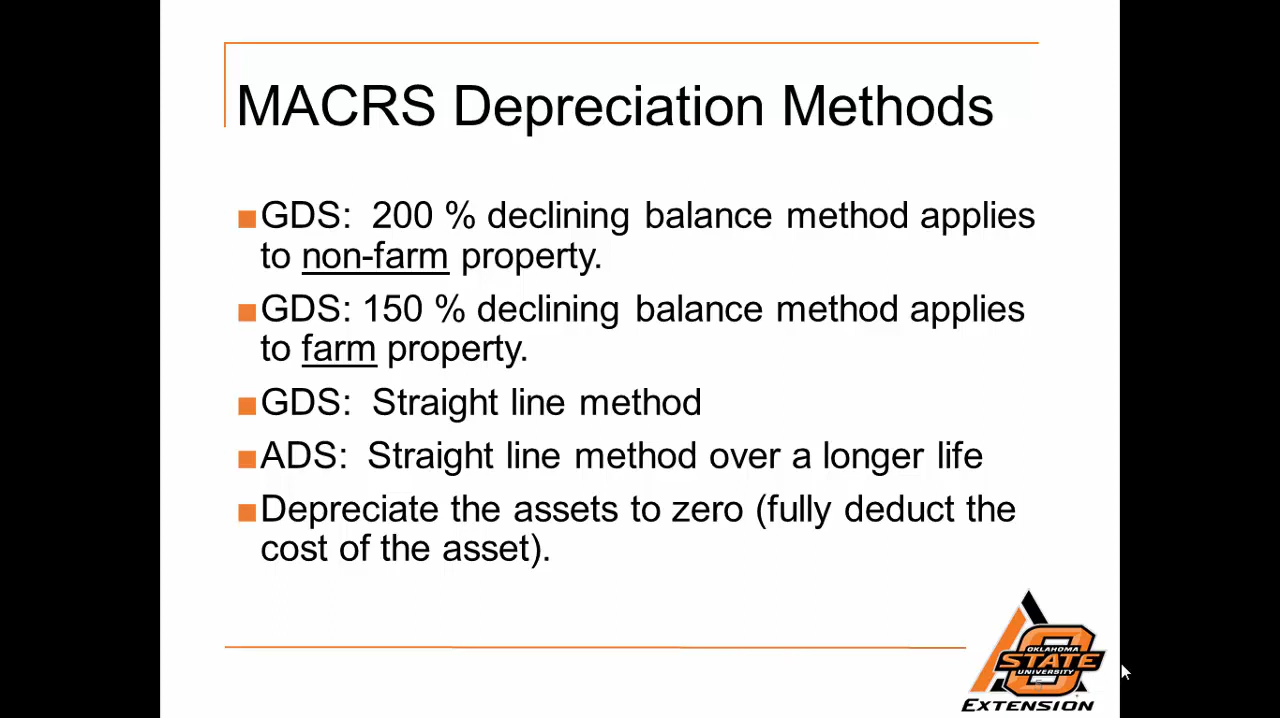 MACRS Depreciation Methods
■GDS: 200 % declining balance method applies
to non-farm property.
■GDS: 150 % declining balance method applies
to farm property.
■GDS: Straight line method
■ADS: Straight line method over a longer life
■Depreciate the assets to zero (fully deduct the
cost of the asset).
OKLAHOMA
STATE
UNIVERSITY
EXTENSION